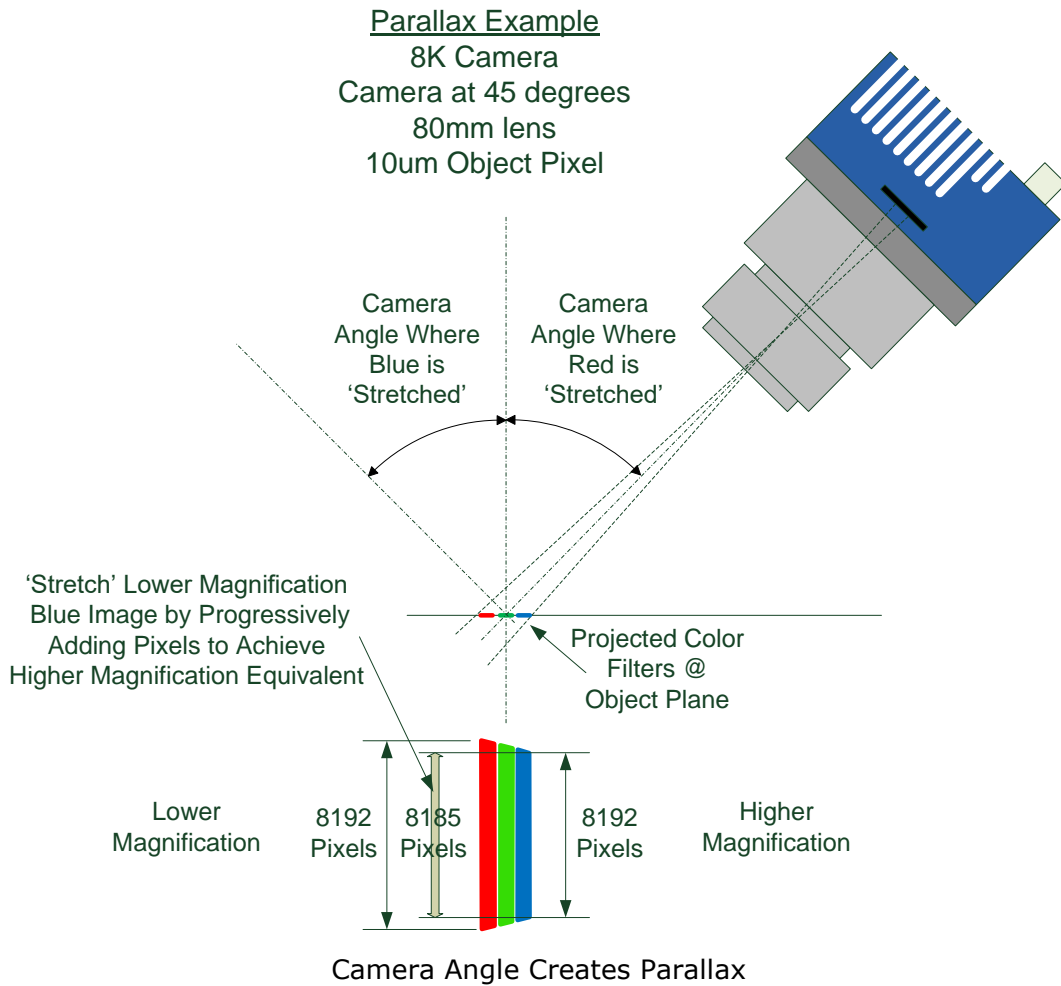 Parallax Example
8K Camera
Camera at 45 degrees
80mm lens
10um Object Pixel
Camera
Angle Where
Blue is
‘Stretched’
Camera
Angle Where
Red is
‘Stretched’
‘Stretch’ Lower Magnification
Blue Image by Progressively
Adding Pixels to Achieve
Higher Magnification Equivalent
Projected Color
Filters @
Object Plane
Lower
Magnification
8192
Pixels
8185
Pixels
8192
Pixels
Higher
Magnification
Camera Angle Creates Parallax